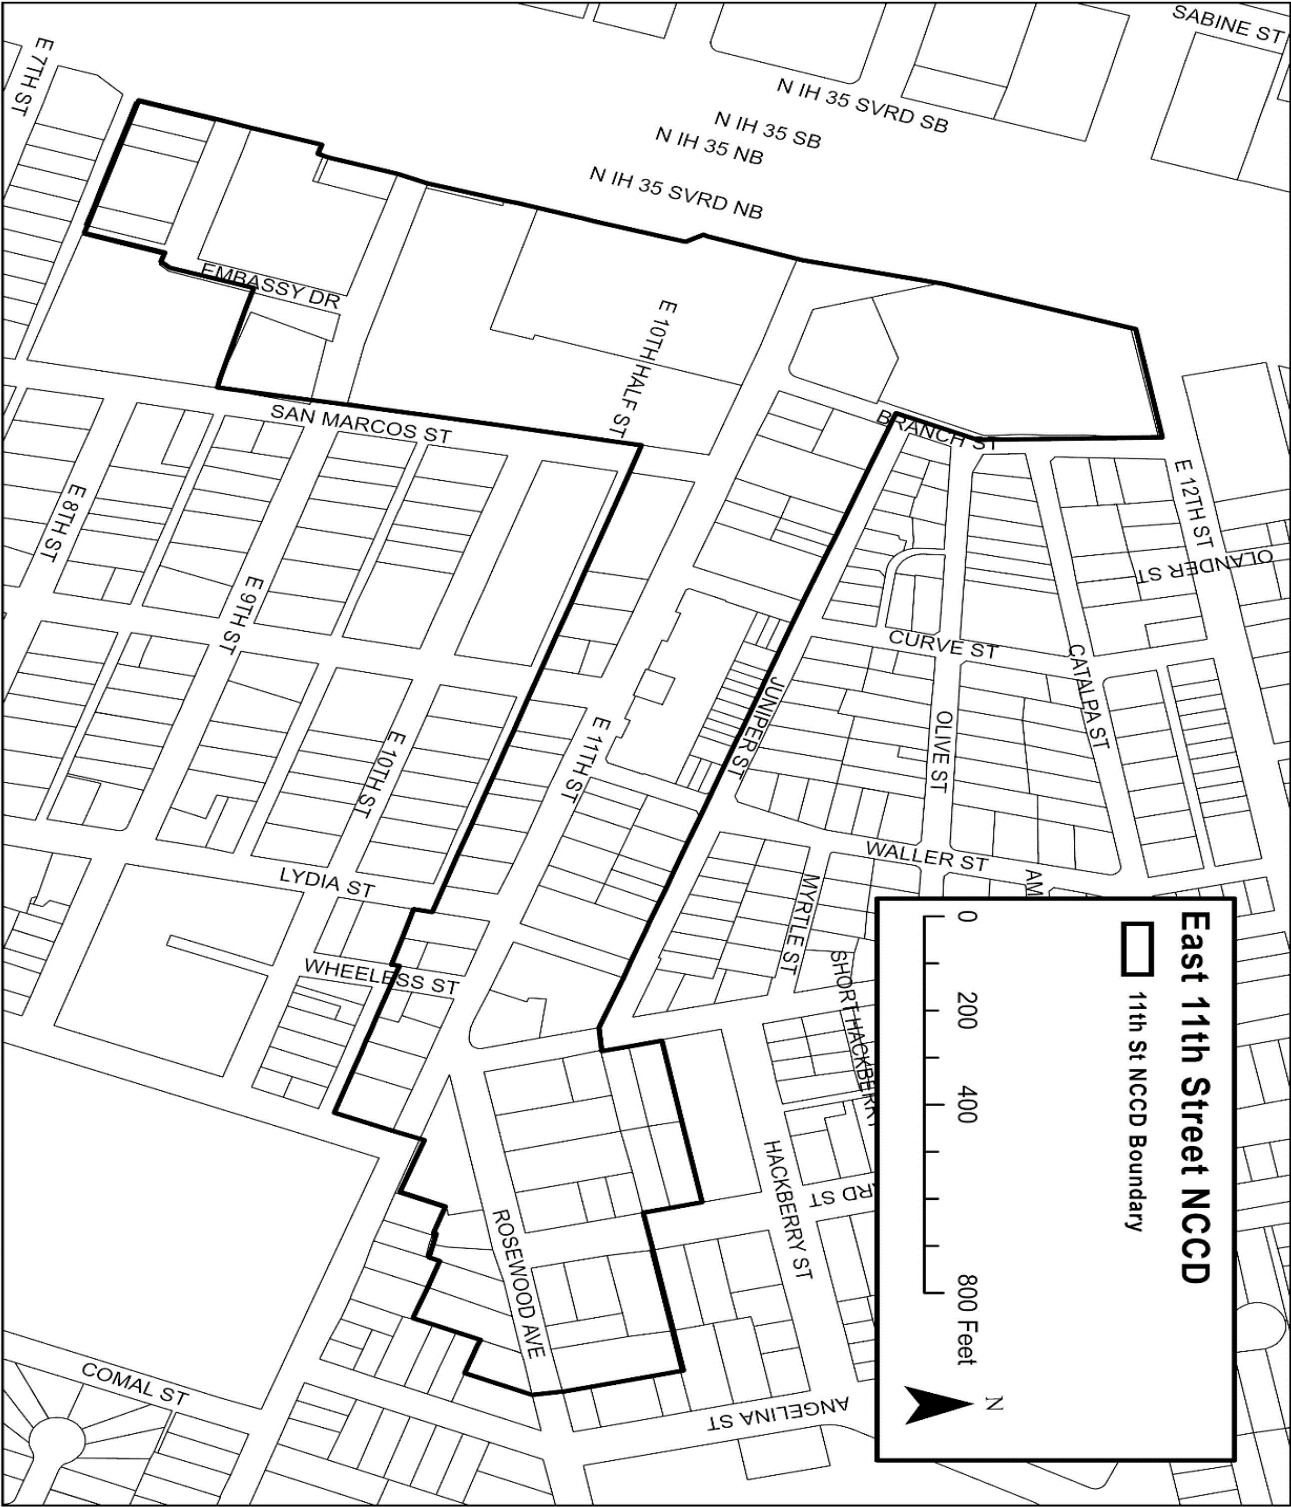 East 11th Street NCCD
11th St NCCD Boundary
0 200 400 800 Feet
N
SABINE ST
N IH 35 SVRD SB
N IH 35 SB
N IH 35 NB
N IH 35 SVRD NB
E 7TH ST
EMBASSY DR
E 10TH HALF ST
SAN MARCOS ST
BRANCH ST
E 12TH ST
OLANDER ST
E 8TH ST
E 9TH ST
CURVE ST
CATALPA ST
JUNIPER ST
OLIVE ST
E 11TH ST
E 10TH ST
WALLER ST
AM
LYDIA ST
MYRTLE ST
WHEELESS ST
SHORT HACKBERRY
HACKBERRY ST
RD ST
ROSEWOOD AVE
COMAL ST
ANGELINA ST